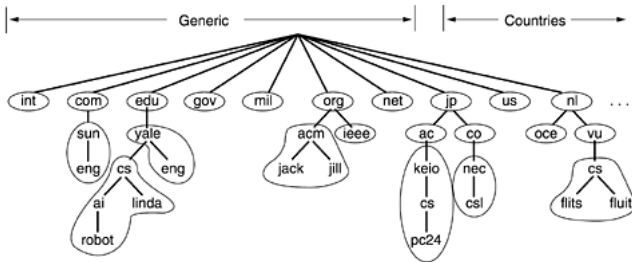 Generic Countries
int com edu gov mil org net jp us nl ...
sun yale acm ieee ac co oce vu
eng cs eng jack jill keio nec cs
ai linda cs csl flits fluit
robot pc24